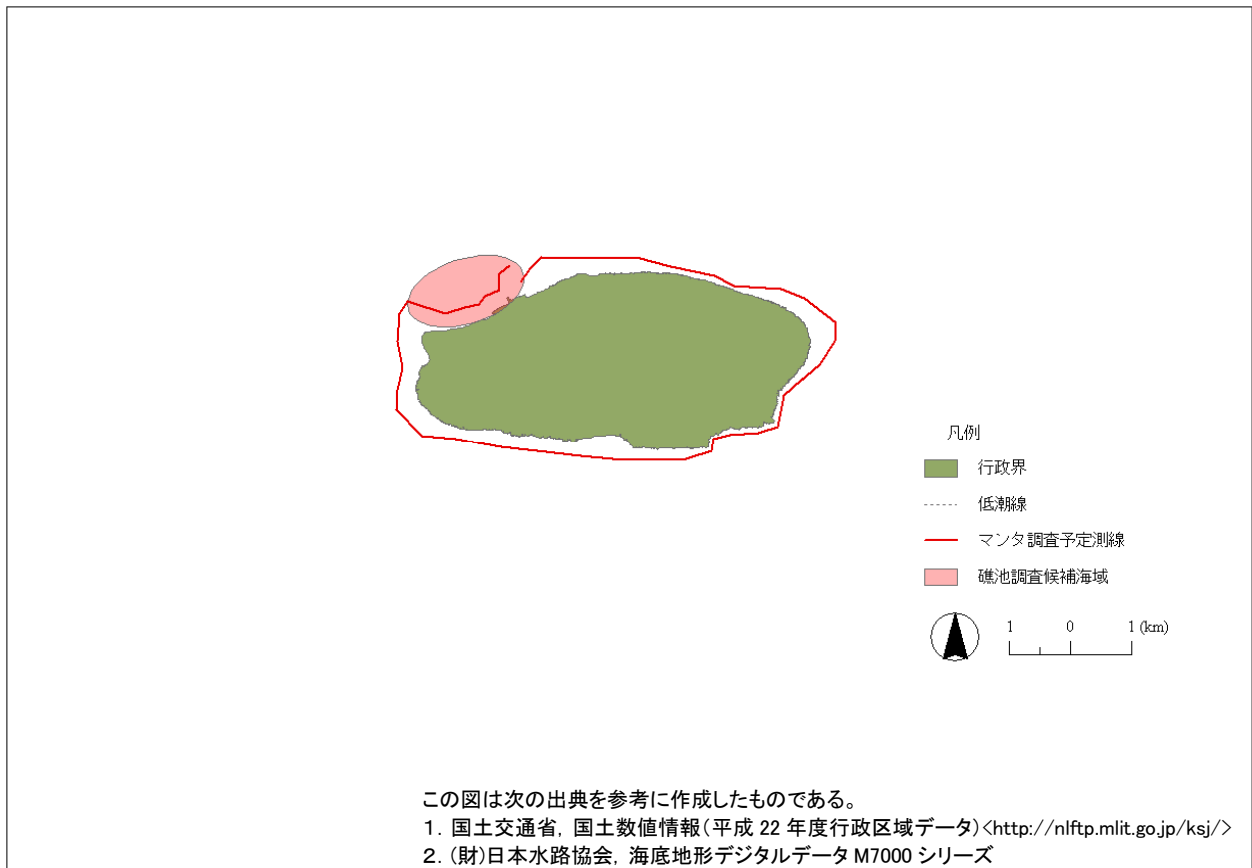 凡例
行政界
低潮線
マンタ調査予定測線
礁池調査候補海域
1 0 1 (km)
この図は次の出典を参考に作成したものである。
1. 国土交通省, 国土数値情報(平成 22 年度行政区域データ)<http://nlftp.mlit.go.jp/ksj/>
2. (財)日本水路協会, 海底地形デジタルデータ M7000 シリーズ